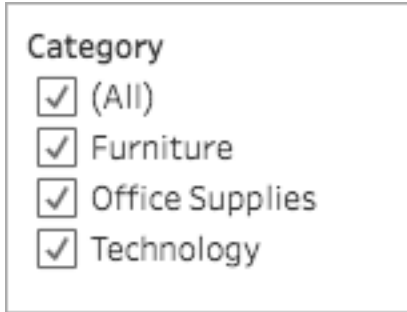 Category
(All)
Furniture
Office Supplies
Technology